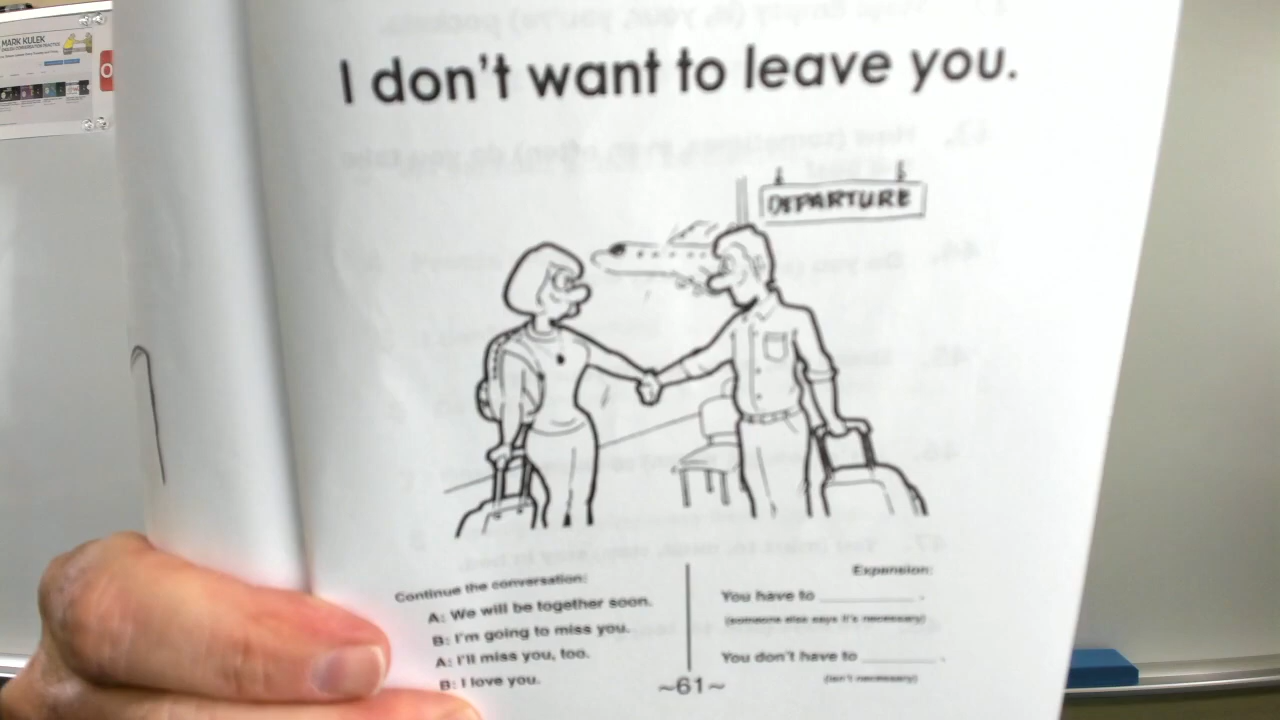 MARK KULEK
I don't want to leave you.
DEPARTURE
Continue the conversation:
A: We will be together soon.
B: I'm going to miss you.
A: I'll miss you, too.
B: I love you.
Expansion:
You have to ________ .
(someone else says it's necessary)
You don't have to ________ .
(isn't necessary)
~61~